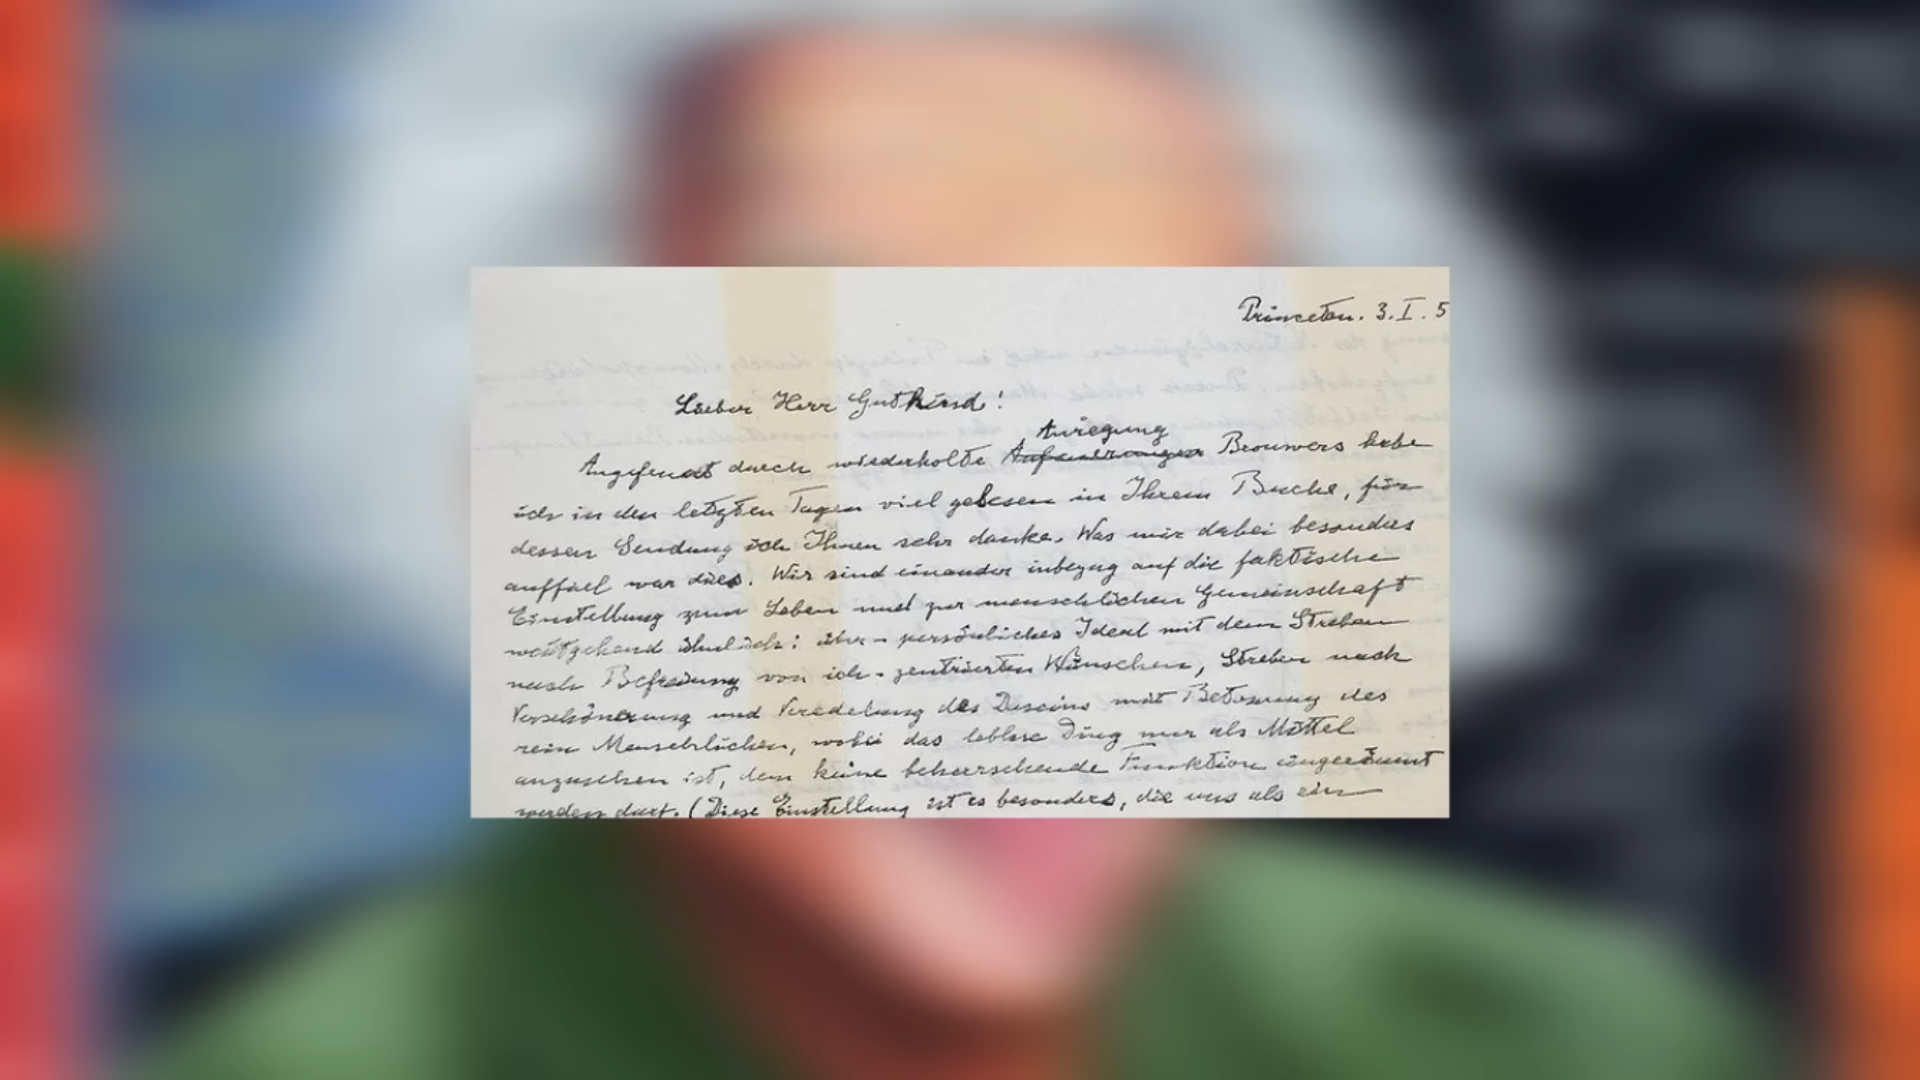 Princeton. 3. I. 5
Lieber Herr Gutkind!
Anregung
Angefeuert durch wiederholte Aufmunterungen Brouwers habe
ich in den letzten Tagen viel gelesen in Ihrem Buche, für
dessen Sendung ich Ihnen sehr danke. Was mir dabei besonders
auffiel war dies. Wir sind einander inbezug auf die faktische
Einstellung zum Leben und zur menschlichen Gemeinschaft
weitgehend ähnlich: über-persönliches Ideal mit dem Streben
nach Befreiung von ich-zentrierten Wünschen, Streben nach
Verschönerung und Veredelung des Daseins mit Betonung des
rein Menschlichen, wobei das leblose Ding nur als Mittel
anzusehen ist, dem keine beherrschende Funktion eingeräumt
werden darf. (Diese Einstellung ist es besonders, die uns als ein